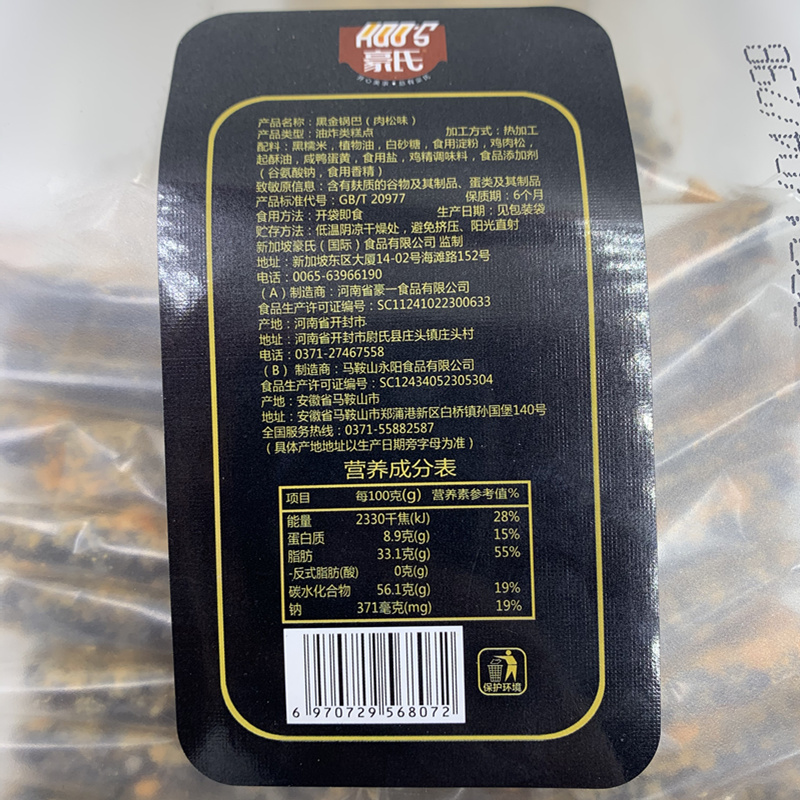 HOO'S
豪氏
产品名称：黑金锅巴（肉松味）
产品类型：油炸类糕点 加工方式：热加工
配料：黑糯米，植物油，白砂糖，食用淀粉，鸡肉松，
起酥油，咸鸭蛋黄，食用盐，鸡精调味料，食品添加剂
（谷氨酸钠，食用香精）
致敏原信息：含有麸质的谷物及其制品、蛋类及其制品
产品标准代号：GB/T 20977 保质期：6个月
食用方法：开袋即食 生产日期：见包装袋
贮存方法：低温阴凉干燥处，避免挤压、阳光直射
新加坡豪氏（国际）食品有限公司 监制
地址：新加坡东区大厦14-02号海滩路152号
电话：0065-63966190
（A）制造商：河南省豪一食品有限公司
食品生产许可证编号：SC11241022300633
产地：河南省开封市
地址：河南省开封市尉氏县庄头镇庄头村
电话：0371-27467558
（B）制造商：马鞍山永阳食品有限公司
食品生产许可证编号：SC12434052305304
产地：安徽省马鞍山市
地址：安徽省马鞍山市郑蒲港新区白桥镇孙国堡140号
全国服务热线：0371-55882587
（具体产地地址以生产日期旁字母为准）
营养成分表
项目 每100克(g) 营养素参考值%
能量 2330千焦(kJ) 28%
蛋白质 8.9克(g) 15%
脂肪 33.1克(g) 55%
-反式脂肪(酸) 0克(g)
碳水化合物 56.1克(g) 19%
钠 371毫克(mg) 19%
6 970729 568072
保护环境